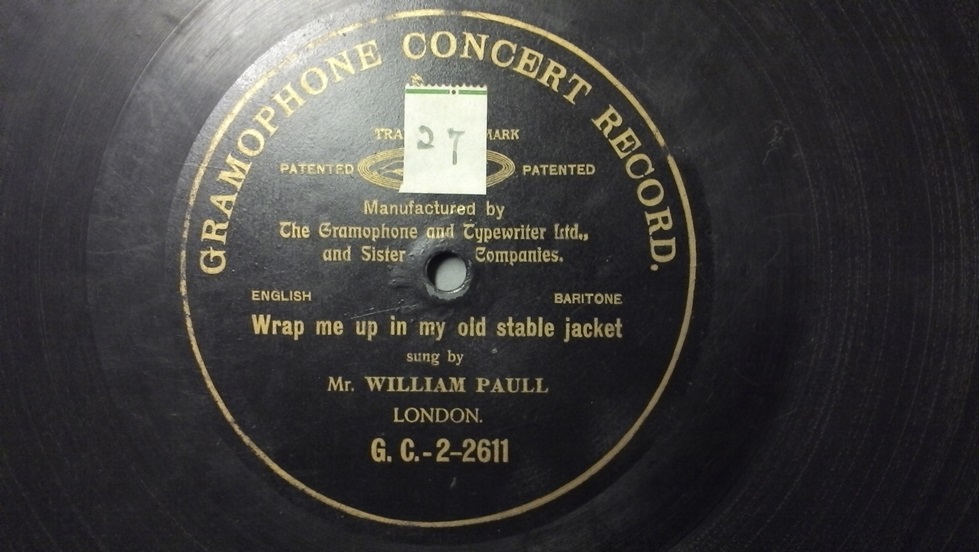 GRAMOPHONE CONCERT RECORD.
27
TRA MARK
PATENTED PATENTED
Manufactured by
The Gramophone and Typewriter Ltd.,
and Sister Companies.
ENGLISH BARITONE
Wrap me up in my old stable jacket
sung by
Mr. WILLIAM PAULL
LONDON.
G. C.-2-2611